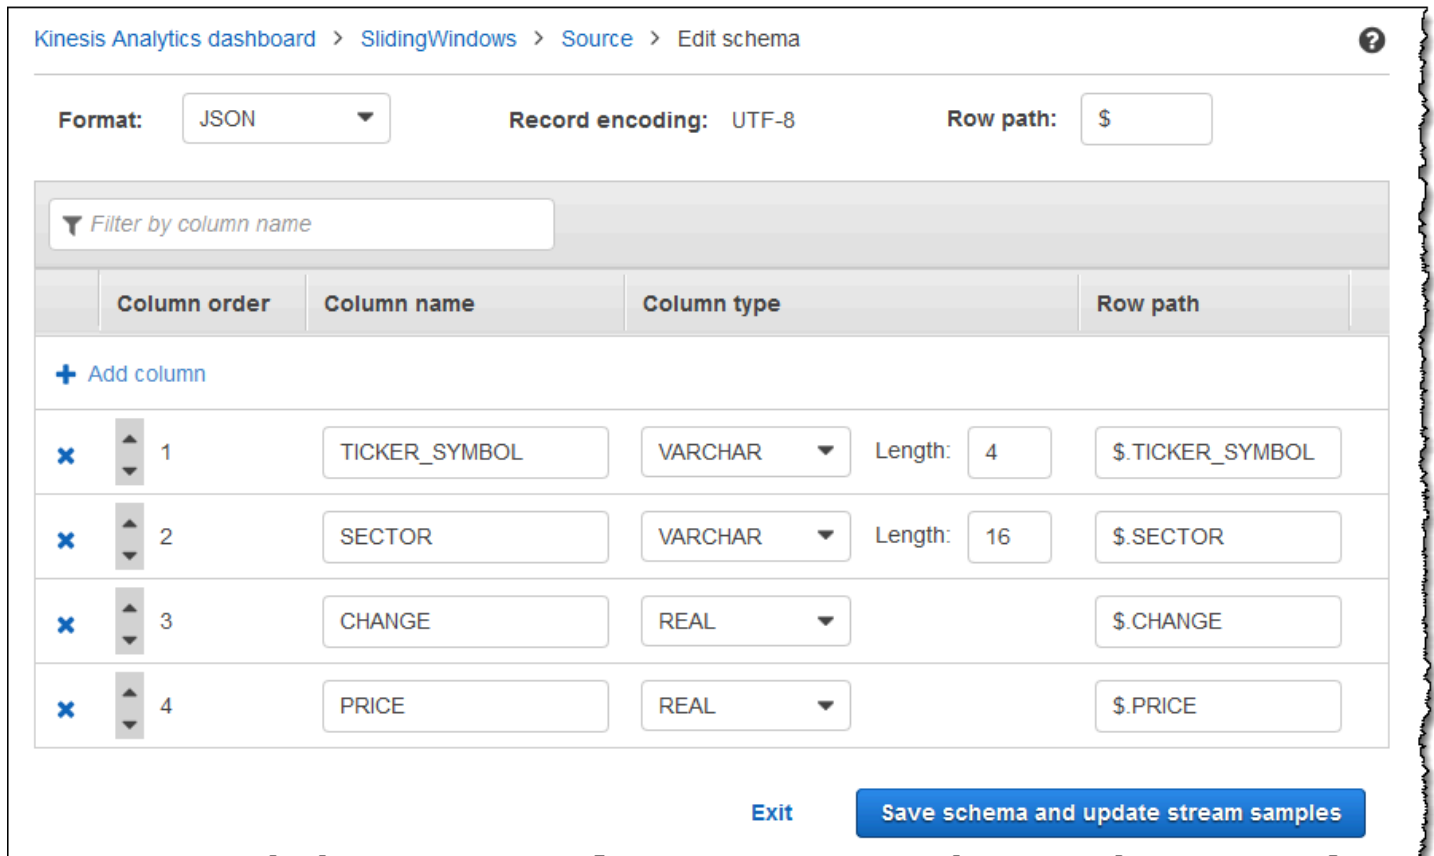 Kinesis Analytics dashboard > SlidingWindows > Source > Edit schema
Format: JSON Record encoding: UTF-8 Row path: $
Filter by column name
Column order Column name Column type Row path
Add column
1 TICKER_SYMBOL VARCHAR Length: 4 $.TICKER_SYMBOL
2 SECTOR VARCHAR Length: 16 $.SECTOR
3 CHANGE REAL $.CHANGE
4 PRICE REAL $.PRICE
Exit Save schema and update stream samples